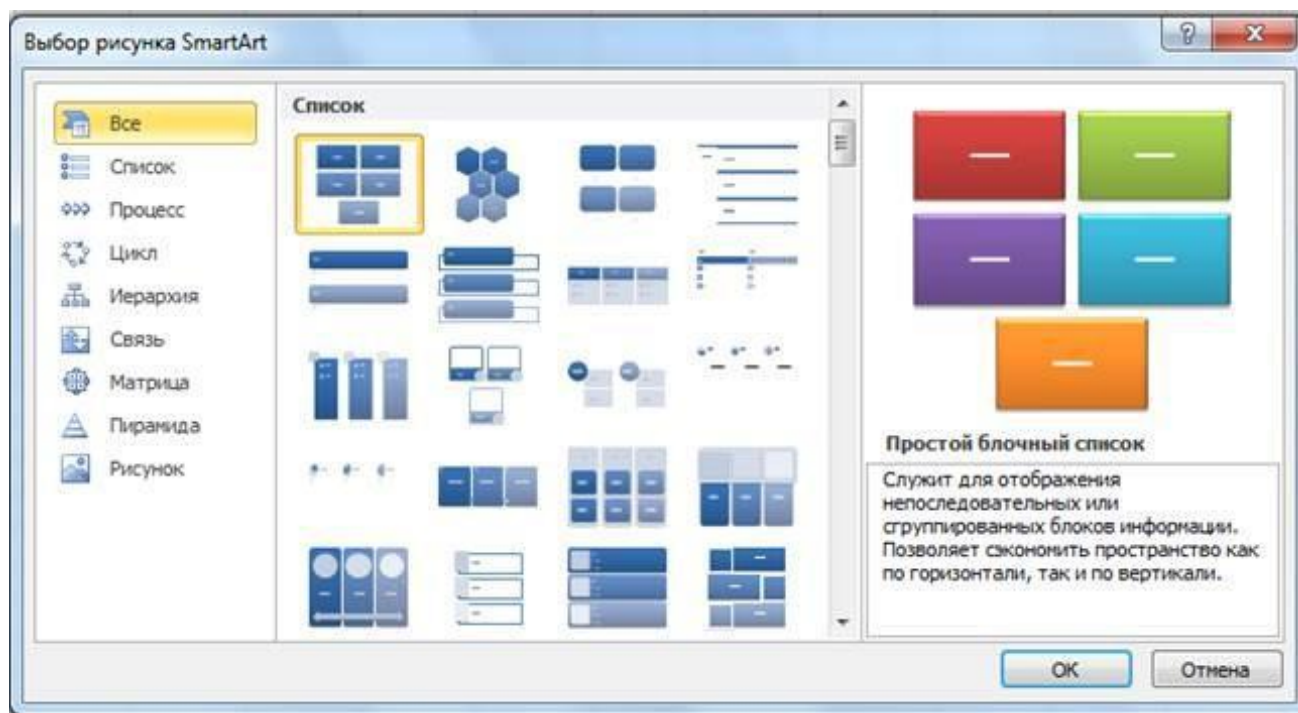 Выбор рисунка SmartArt
Все
Список
Процесс
Цикл
Иерархия
Связь
Матрица
Пирамида
Рисунок
Список
Простой блочный список
Служит для отображения
непоследовательных или
сгруппированных блоков информации.
Позволяет сэкономить пространство как
по горизонтали, так и по вертикали.
ОК
Отмена